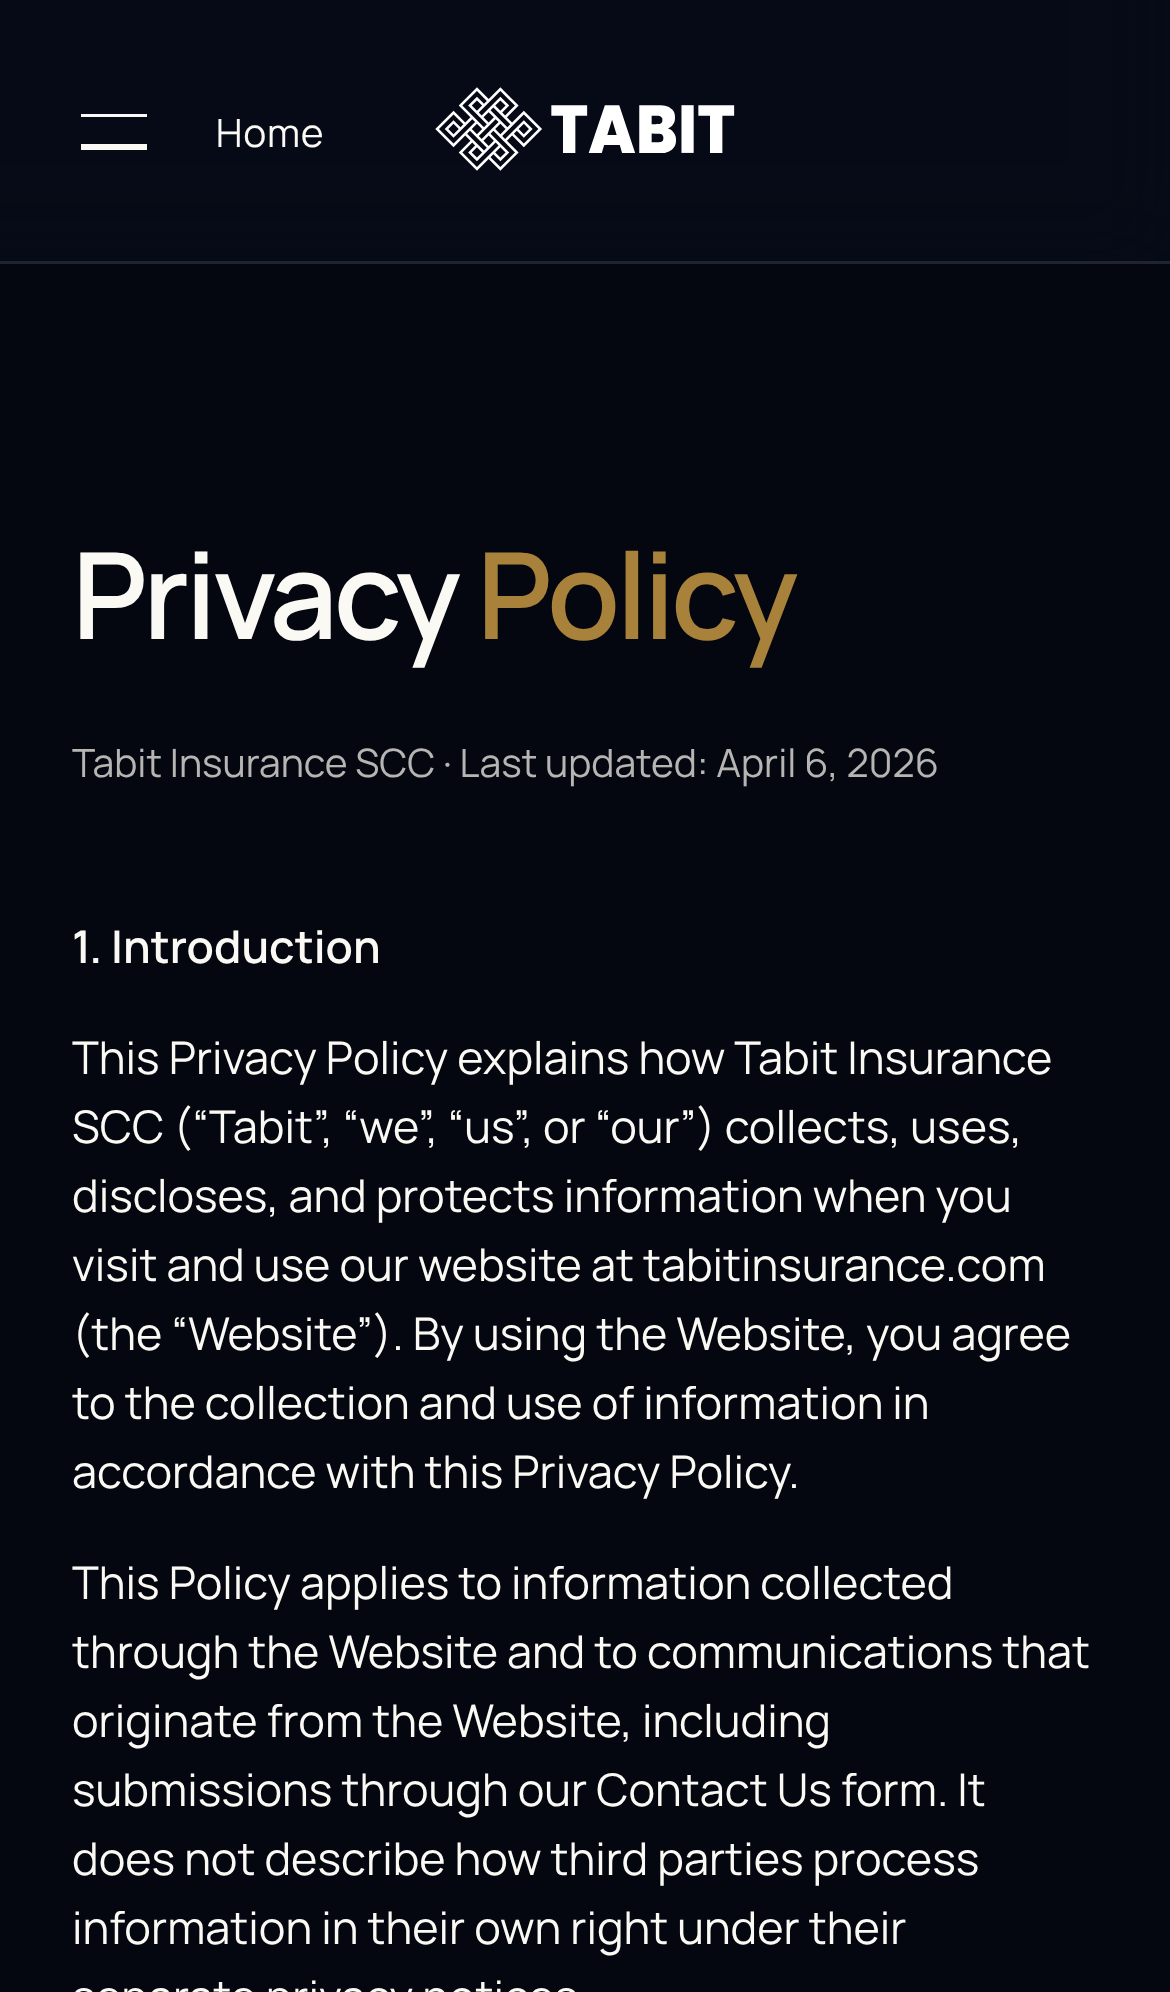 Home
TABIT
Privacy Policy
Tabit Insurance SCC · Last updated: April 6, 2026
1. Introduction
This Privacy Policy explains how Tabit Insurance
SCC (“Tabit”, “we”, “us”, or “our”) collects, uses,
discloses, and protects information when you
visit and use our website at tabitinsurance.com
(the “Website”). By using the Website, you agree
to the collection and use of information in
accordance with this Privacy Policy.
This Policy applies to information collected
through the Website and to communications that
originate from the Website, including
submissions through our Contact Us form. It
does not describe how third parties process
information in their own right under their
separate privacy notices.